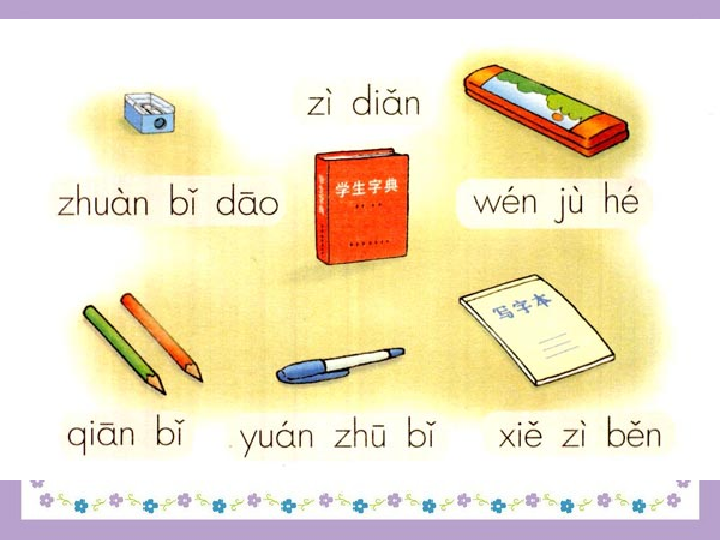 zì diǎn
zhuàn bǐ dāo
学生字典
wén jù hé
写字本
qiān bǐ
yuán zhū bǐ
xiě zì běn